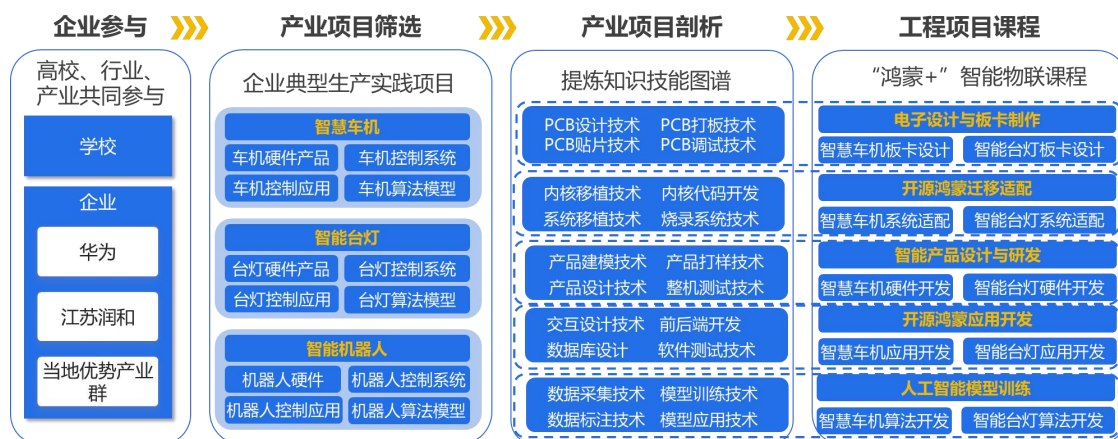 企业参与
产业项目筛选
产业项目剖析
工程项目课程
高校、行业、
产业共同参与
学校
企业
华为
江苏润和
当地优势产业
群
企业典型生产实践项目
智慧车机
车机硬件产品 车机控制系统
车机控制应用 车机算法模型
智能台灯
台灯硬件产品 台灯控制系统
台灯控制应用 台灯算法模型
智能机器人
机器人硬件 机器人控制系统
机器人控制应用 机器人算法模型
提炼知识技能图谱
PCB设计技术 PCB打板技术
PCB贴片技术 PCB调试技术
内核移植技术 内核代码开发
系统移植技术 烧录系统技术
产品建模技术 产品打样技术
产品设计技术 整机测试技术
交互设计技术 前后端开发
数据库设计 软件测试技术
数据采集技术 模型训练技术
数据标注技术 模型应用技术
“鸿蒙+”智能物联课程
电子设计与板卡制作
智慧车机板卡设计 智能台灯板卡设计
开源鸿蒙迁移适配
智慧车机系统适配 智能台灯系统适配
智能产品设计与研发
智慧车机硬件开发 智能台灯硬件开发
开源鸿蒙应用开发
智慧车机应用开发 智能台灯应用开发
人工智能模型训练
智慧车机算法开发 智能台灯算法开发